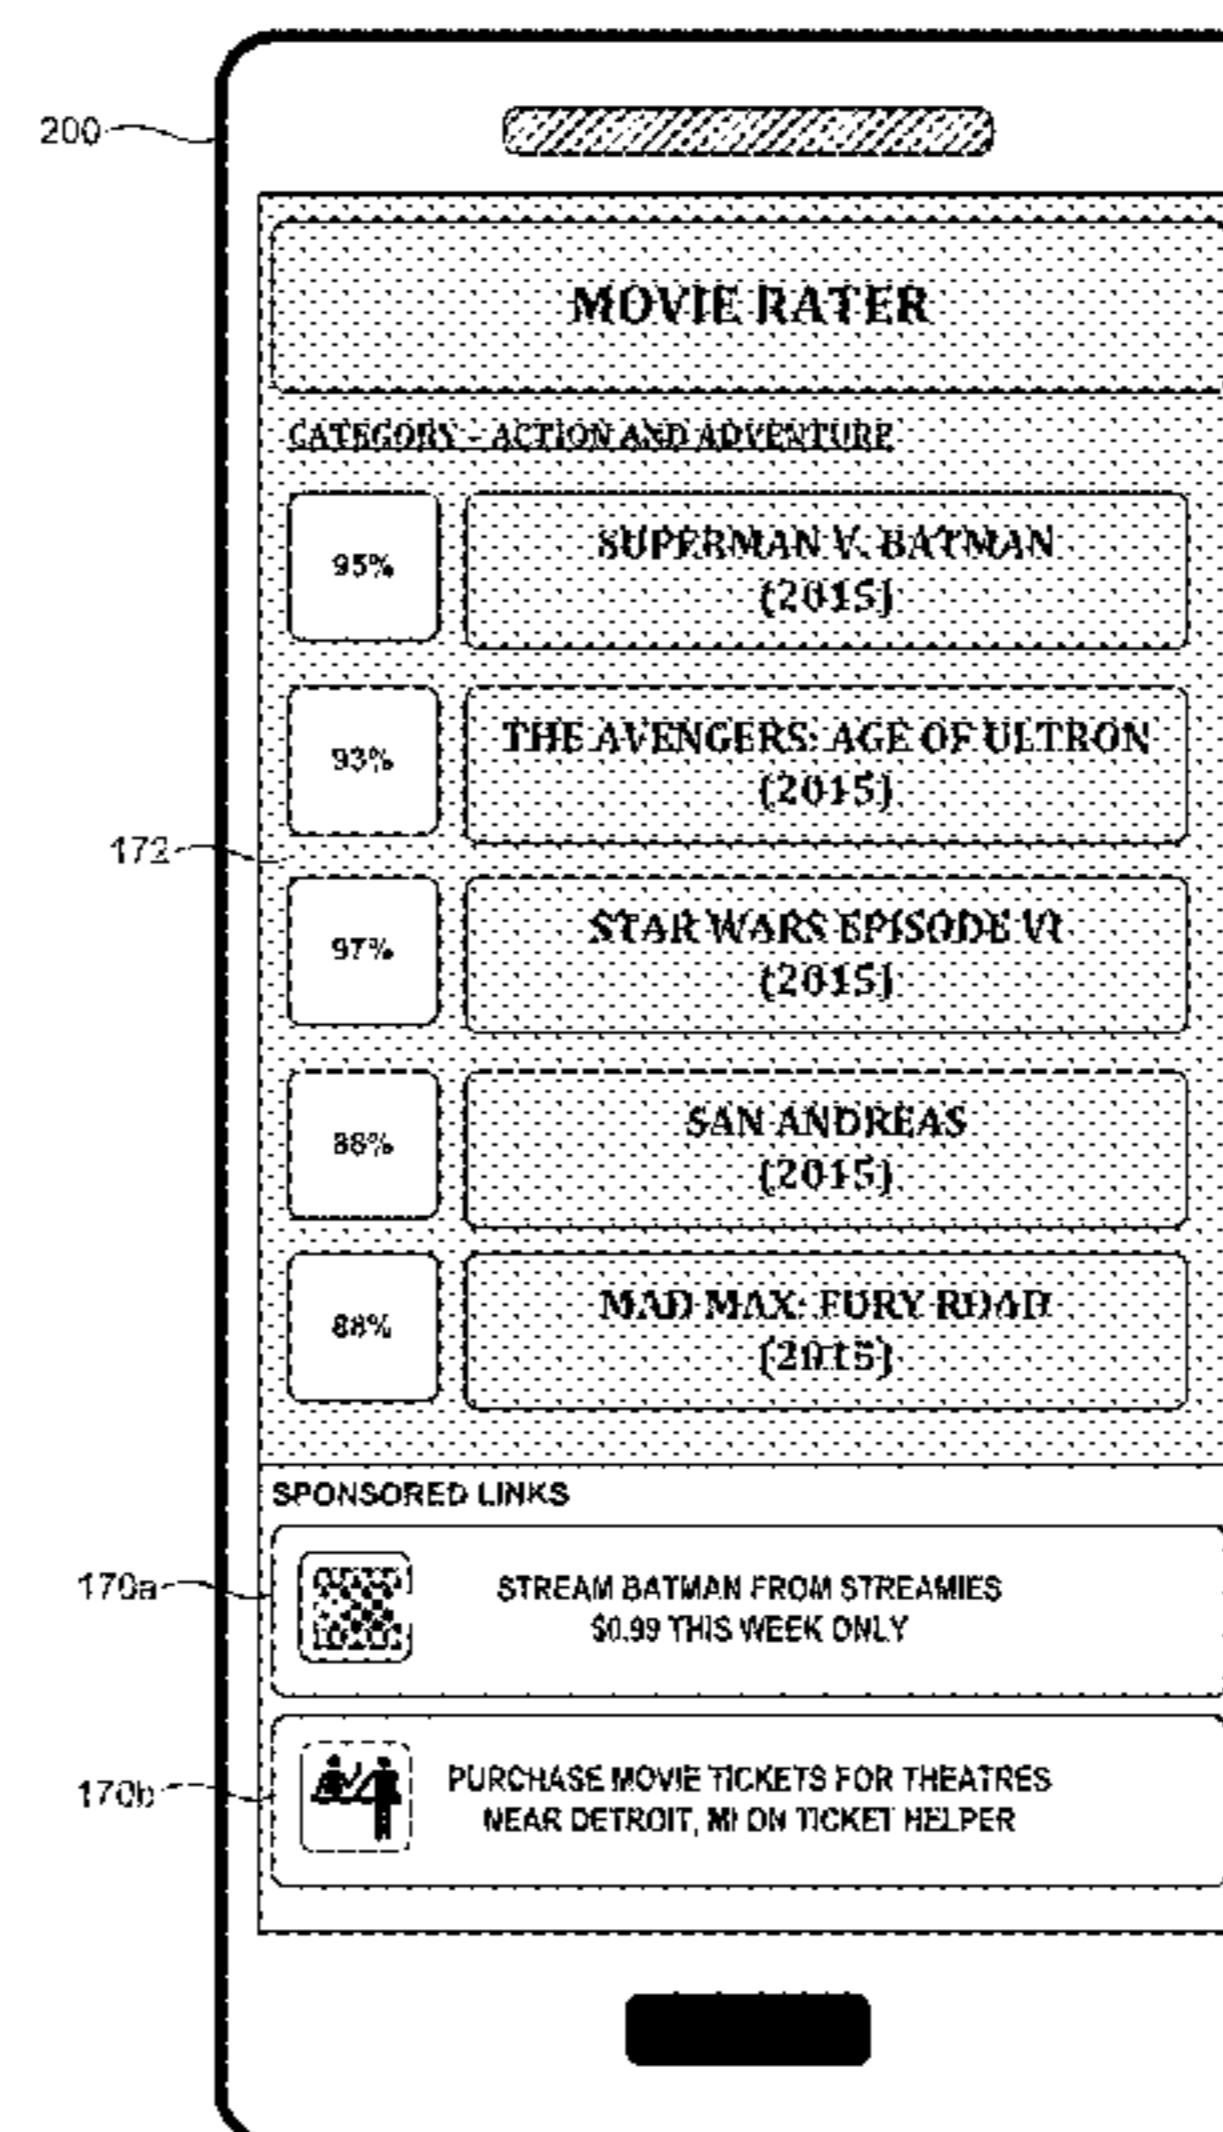 200
MOVIE RATER
CATEGORY - ACTION AND ADVENTURE
95%
SUPERMAN V. BATMAN
(2015)
93%
THE AVENGERS: AGE OF ULTRON
(2015)
172
97%
STAR WARS EPISODE VI
(2015)
88%
SAN ANDREAS
(2015)
88%
MAD MAX: FURY ROAD
(2015)
SPONSORED LINKS
170a
STREAM BATMAN FROM STREAMIES
$0.99 THIS WEEK ONLY
170b
PURCHASE MOVIE TICKETS FOR THEATRES
NEAR DETROIT, MI ON TICKET HELPER